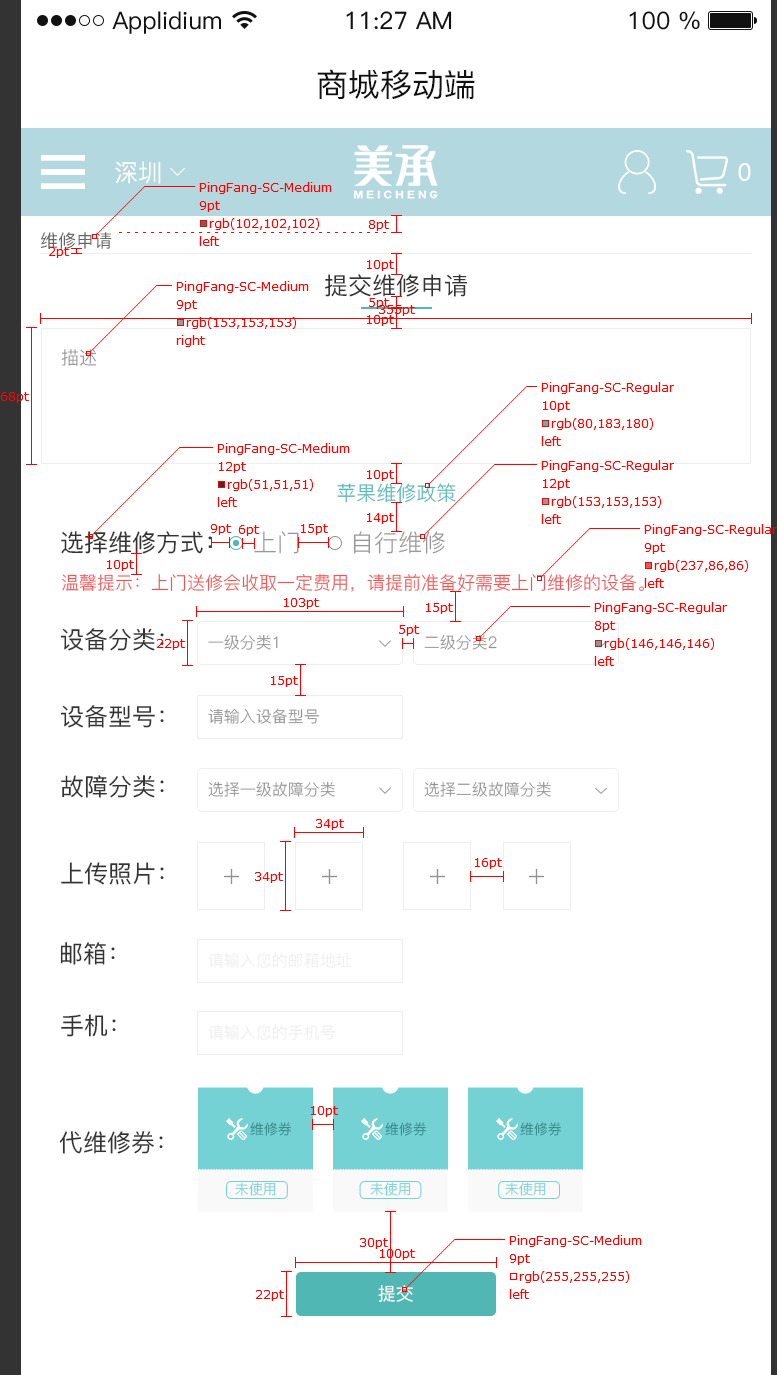 Applidium 11:27 AM 100 %
商城移动端
深圳 美承 0
MEICHENG
PingFang-SC-Medium
9pt
rgb(102,102,102)
left
8pt
维修申请
2pt
10pt
提交维修申请
PingFang-SC-Medium
9pt
rgb(153,153,153)
right
5pt
355pt
10pt
描述
68pt
PingFang-SC-Regular
10pt
rgb(80,183,180)
left
PingFang-SC-Medium
12pt
rgb(51,51,51)
left
10pt
苹果维修政策
14pt
PingFang-SC-Regular
12pt
rgb(153,153,153)
left
选择维修方式: 9pt 6pt 上门 15pt 自行维修
PingFang-SC-Regular
9pt
rgb(237,86,86)
left
10pt
温馨提示：上门送修会收取一定费用，请提前准备好需要上门维修的设备。
103pt
15pt
PingFang-SC-Regular
8pt
rgb(146,146,146)
left
设备分类: 22pt 一级分类1 5pt 二级分类2
15pt
设备型号: 请输入设备型号
故障分类: 选择一级故障分类 选择二级故障分类
34pt
上传照片: 34pt 16pt
邮箱: 请输入您的邮箱地址
手机: 请输入您的手机号
10pt
代维修券: 维修券 维修券 维修券
未使用 未使用 未使用
30pt
100pt
PingFang-SC-Medium
9pt
rgb(255,255,255)
left
22pt
提交